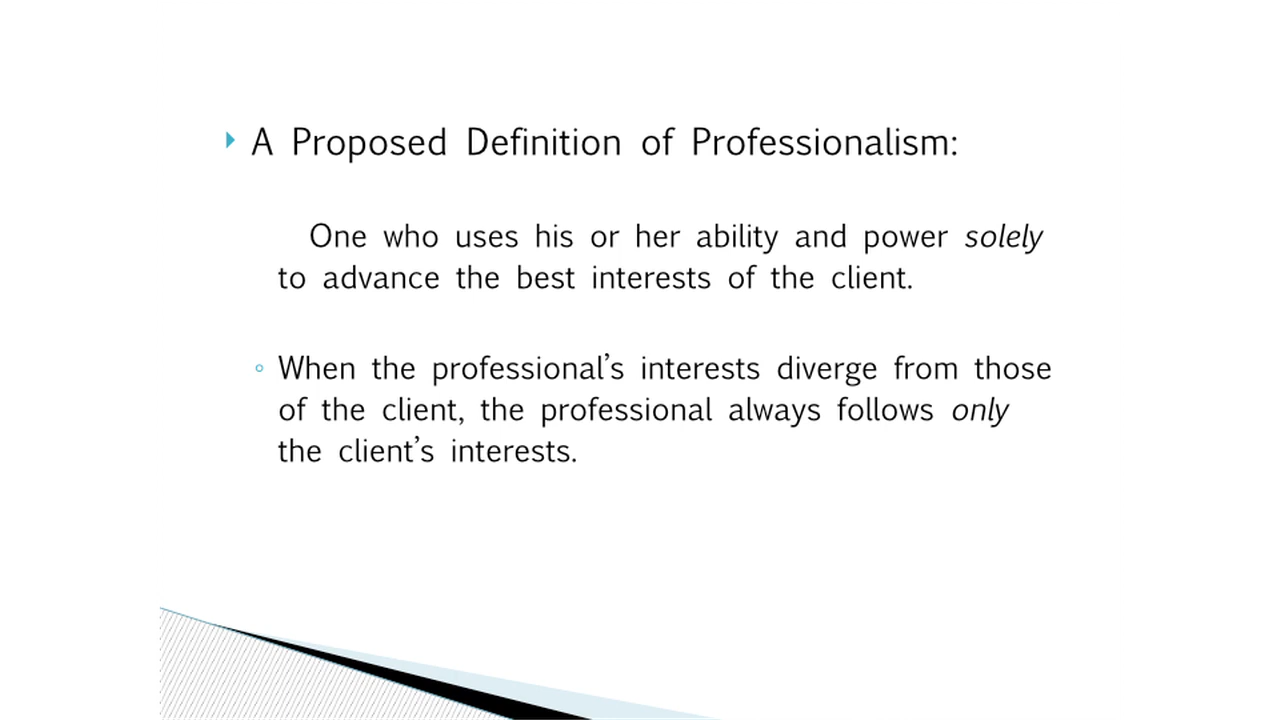 A Proposed Definition of Professionalism:
One who uses his or her ability and power solely
to advance the best interests of the client.
When the professional’s interests diverge from those
of the client, the professional always follows only
the client’s interests.